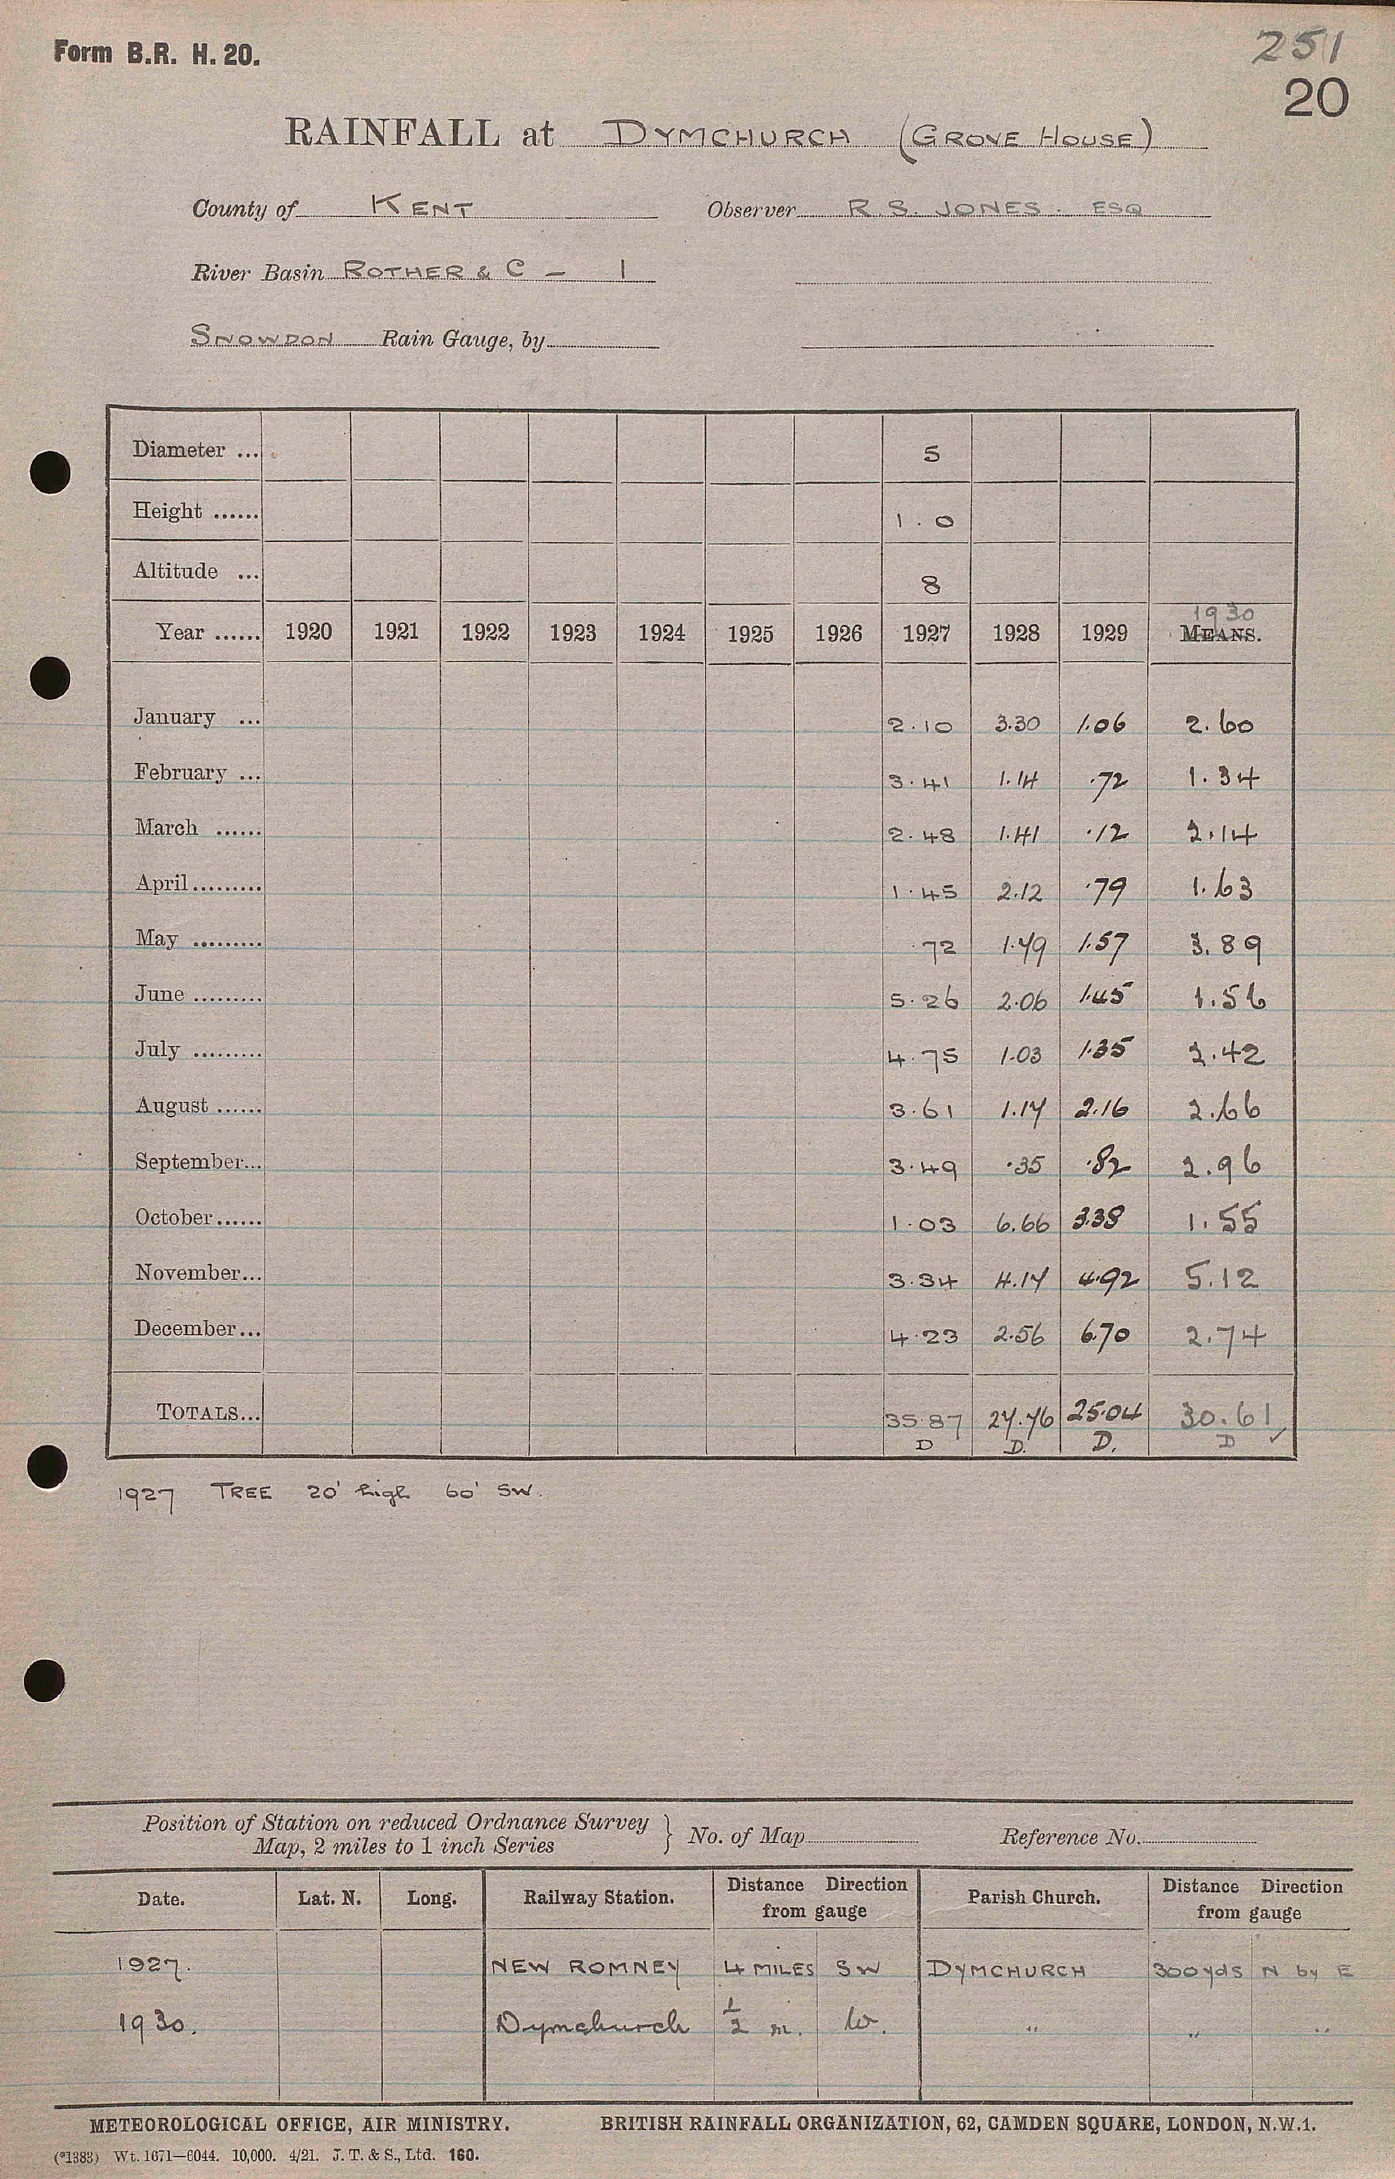 Form B.R. H. 20.
251
20
RAINFALL at DYMCHURCH (GROVE HOUSE)
County of KENT Observer R. S. JONES. ESQ
River Basin ROTHER & C — 1
SNOWDON Rain Gauge, by
Diameter ... 5
Height ...... 1.0
Altitude ... 8
1930
Year ...... 1920 1921 1922 1923 1924 1925 1926 1927 1928 1929 MEANS.
January ... 2.10 3.30 1.06 2.60
February ... 3.41 1.14 .72 1.34
March ...... 2.48 1.41 .12 2.14
April......... 1.45 2.12 .79 1.63
May ......... .72 1.79 1.57 3.89
June ......... 5.26 2.06 1.45 1.56
July ......... 4.75 1.03 1.35 2.42
August ...... 3.61 1.17 2.16 2.66
September... 3.49 .35 .82 2.96
October...... 1.03 6.66 3.38 1.55
November... 3.34 4.17 4.92 5.12
December... 4.23 2.56 6.70 2.74
TOTALS... 35.87 27.76 25.04 30.61
D D. D. D ✓
1927 TREE 20' high 60' SW.
Position of Station on reduced Ordnance Survey
Map, 2 miles to 1 inch Series } No. of Map Reference No.
Date. Lat. N. Long. Railway Station. Distance Direction from gauge Parish Church. Distance Direction from gauge
1927. NEW ROMNEY 4 MILES SW DYMCHURCH 300 yds N by E
1930. Dymchurch ½ m. W. " " "
METEOROLOGICAL OFFICE, AIR MINISTRY. BRITISH RAINFALL ORGANIZATION, 62, CAMDEN SQUARE, LONDON, N.W.1.
(*1383) Wt. 1671—6044. 10,000. 4/21. J. T. & S., Ltd. 160.